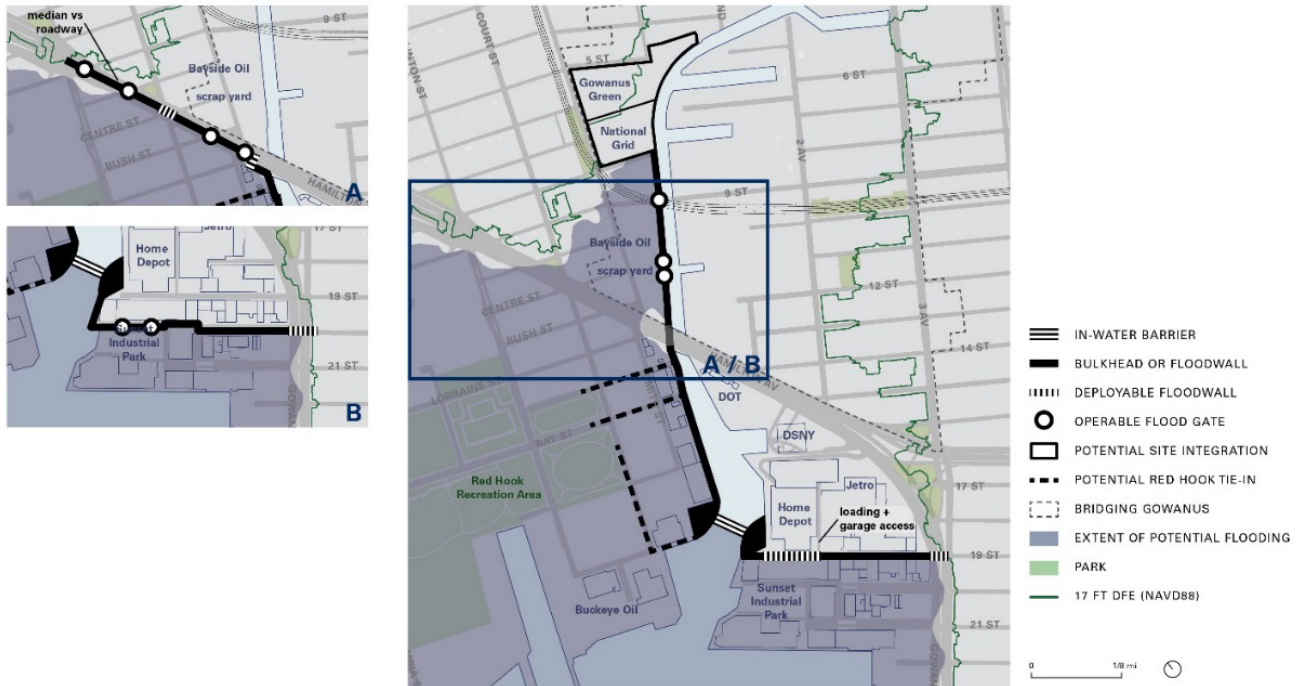 median vs
roadway
9 ST
Bayside Oil
scrap yard
CENTRE ST
BUSH ST
A
Jetro
17 ST
Home
Depot
19 ST
Industrial
Park
21 ST
B
COURT ST
5 ST
Gowanus
Green
6 ST
National
Grid
2 AV
9 ST
Bayside Oil
scrap yard
12 ST
3 AV
CENTRE ST
BUSH ST
14 ST
A / B
HAMILTON AV
DOT
LORRAINE ST
BAY ST
DSNY
Red Hook
Recreation Area
17 ST
Jetro
Home
Depot
loading +
garage access
19 ST
Sunset
Industrial
Park
Buckeye Oil
21 ST
IN-WATER BARRIER
BULKHEAD OR FLOODWALL
DEPLOYABLE FLOODWALL
OPERABLE FLOOD GATE
POTENTIAL SITE INTEGRATION
POTENTIAL RED HOOK TIE-IN
BRIDGING GOWANUS
EXTENT OF POTENTIAL FLOODING
PARK
17 FT DFE (NAVD88)
0
1/8 mi